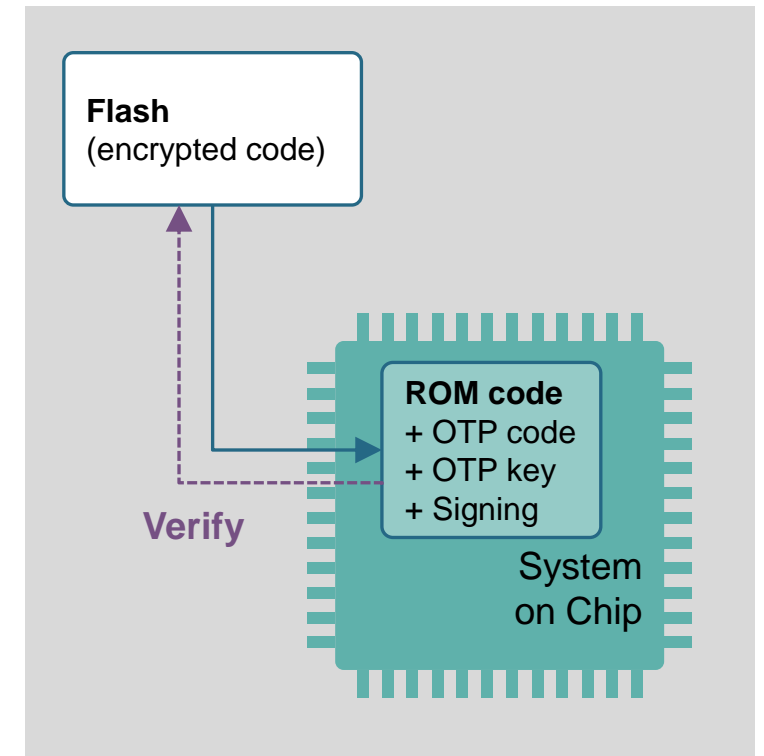 Flash
(encrypted code)
ROM code
+ OTP code
+ OTP key
+ Signing
Verify
System
on Chip